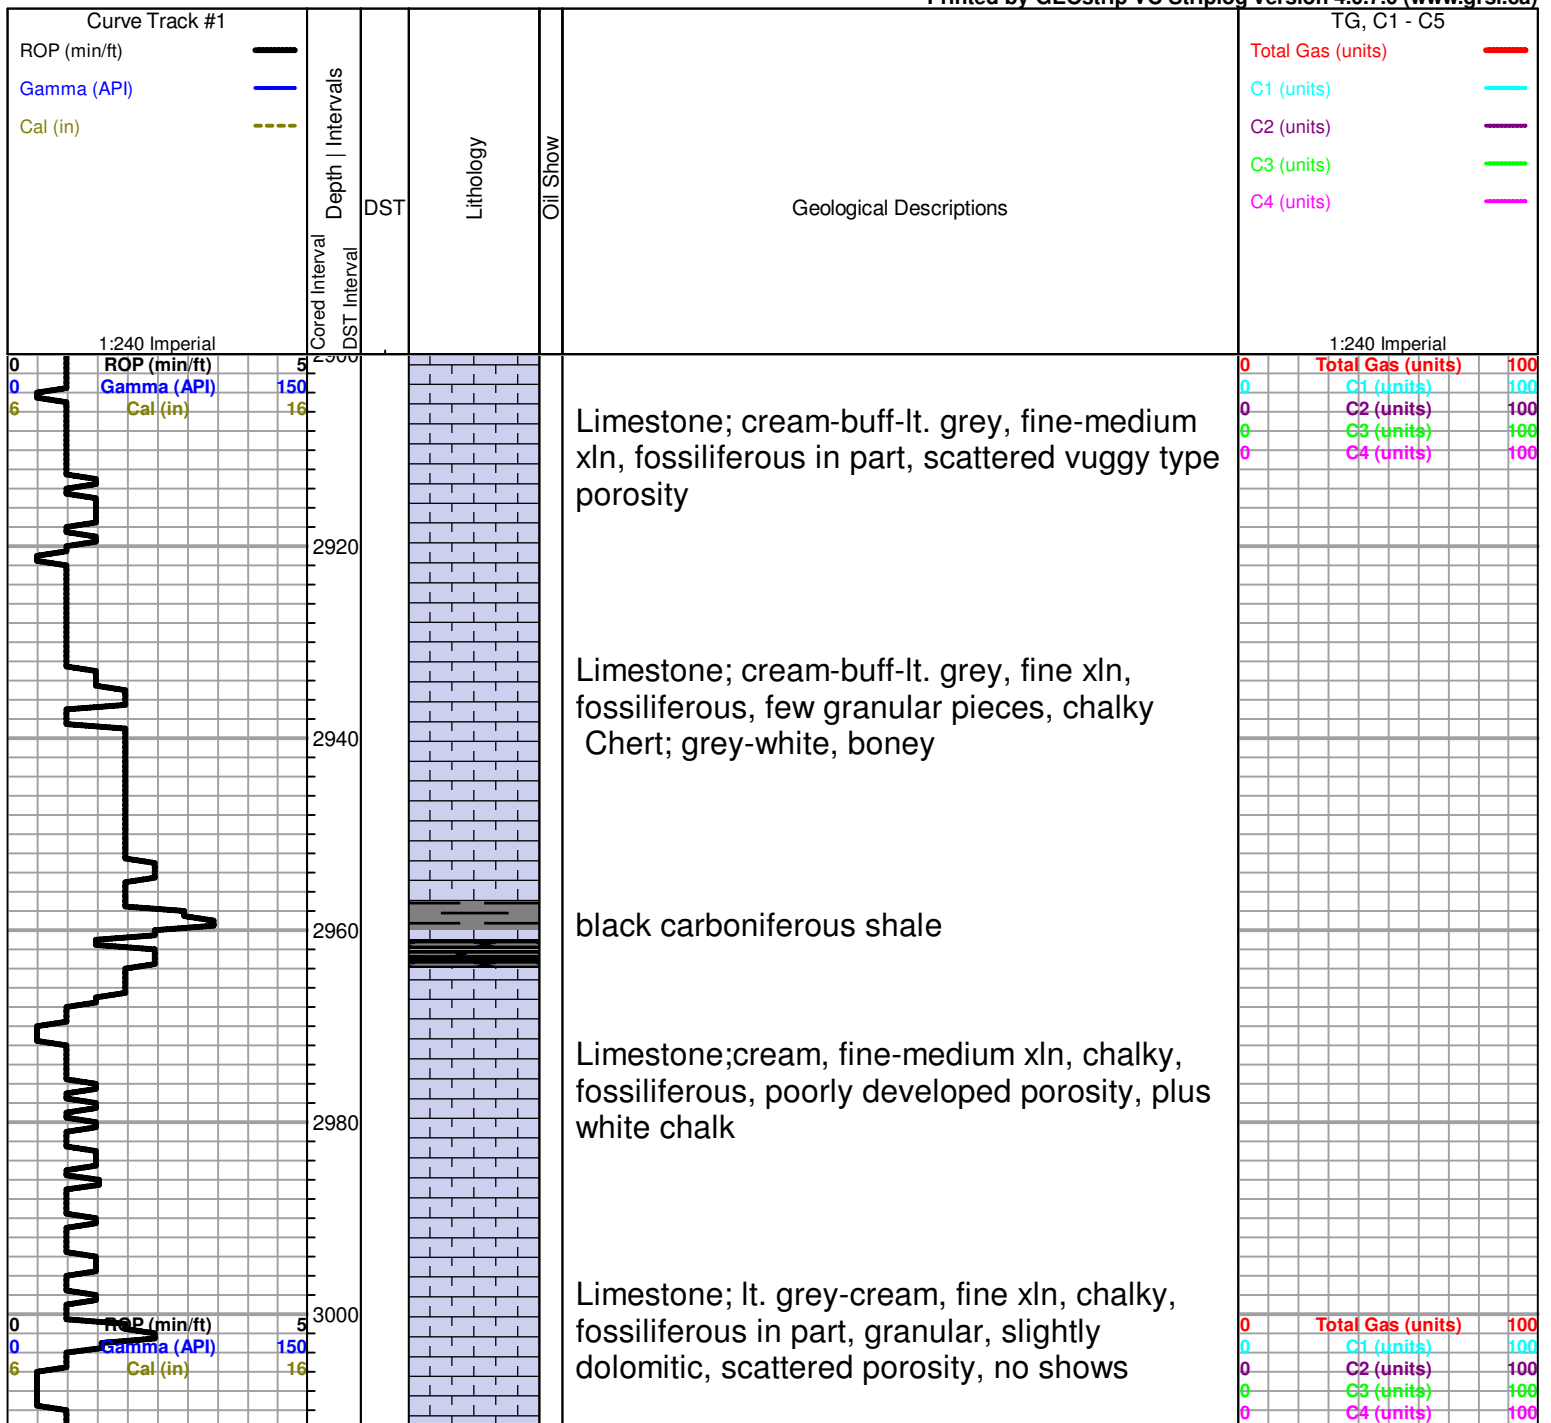 Curve Track #1
ROP (min/ft)
Gamma (API)
Cal (in)
1:240 Imperial
Depth | Intervals
Cored Interval
DST Interval
DST
Lithology
Oil Show
Geological Descriptions
TG, C1 - C5
Total Gas (units)
C1 (units)
C2 (units)
C3 (units)
C4 (units)
1:240 Imperial
0 ROP (min/ft) 5
0 Gamma (API) 150
6 Cal (in) 16
2900
0 Total Gas (units) 100
0 C1 (units) 100
0 C2 (units) 100
0 C3 (units) 100
0 C4 (units) 100
Limestone; cream-buff-lt. grey, fine-medium
xln, fossiliferous in part, scattered vuggy type
porosity
2920
Limestone; cream-buff-lt. grey, fine xln,
fossiliferous, few granular pieces, chalky
Chert; grey-white, boney
2940
black carboniferous shale
2960
Limestone;cream, fine-medium xln, chalky,
fossiliferous, poorly developed porosity, plus
white chalk
2980
Limestone; lt. grey-cream, fine xln, chalky,
fossiliferous in part, granular, slightly
dolomitic, scattered porosity, no shows
3000
0 ROP (min/ft) 5
0 Gamma (API) 150
6 Cal (in) 16
0 Total Gas (units) 100
0 C1 (units) 100
0 C2 (units) 100
0 C3 (units) 100
0 C4 (units) 100